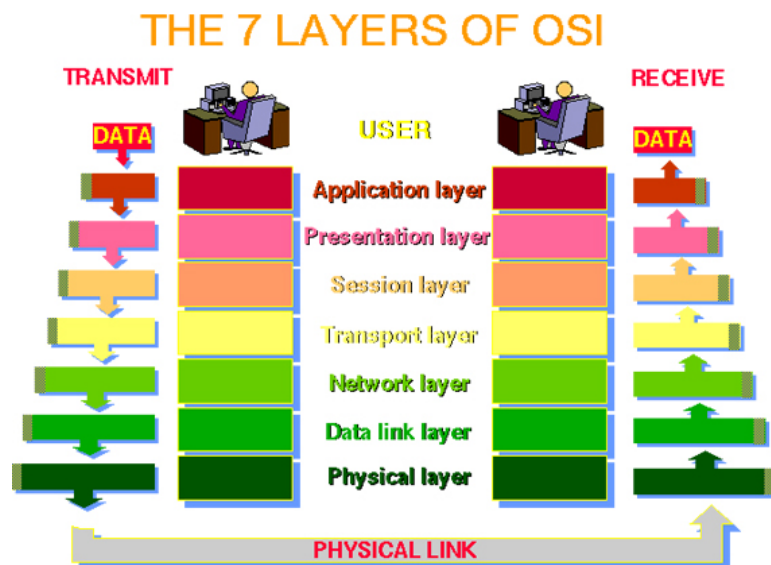 THE 7 LAYERS OF OSI
TRANSMIT
RECEIVE
DATA
USER
DATA
Application layer
Presentation layer
Session layer
Transport layer
Network layer
Data link layer
Physical layer
PHYSICAL LINK